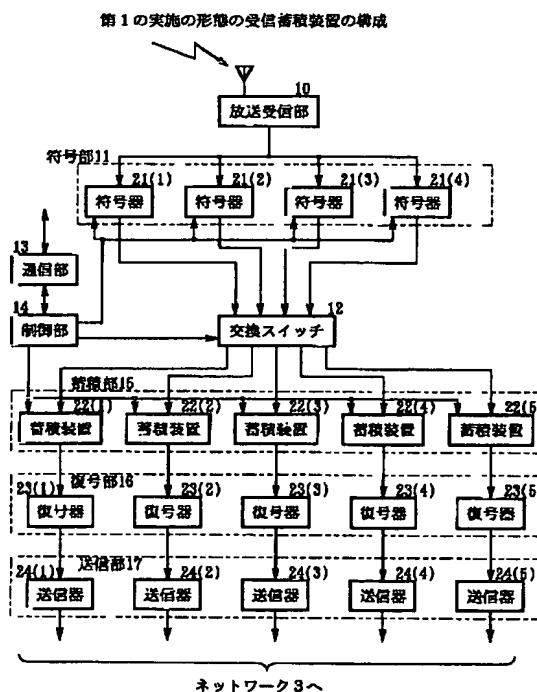 第1の実施の形態の受信蓄積装置の構成
10
放送受信部
符号部11
21(1) 21(2) 21(3) 21(4)
符号器 符号器 符号器 符号器
13
通信部
14 12
制御部 交換スイッチ
蓄積部15
22(1) 22(2) 22(3) 22(4) 22(5
蓄積装置 蓄積装置 蓄積装置 蓄積装置 蓄積装置
復号部16
23(1) 23(2) 23(3) 23(4) 23(5
復号器 復号器 復号器 復号器 復号器
送信部17
24(1) 24(2) 24(3) 24(4) 24(5)
送信器 送信器 送信器 送信器 送信器
ネットワーク3へ